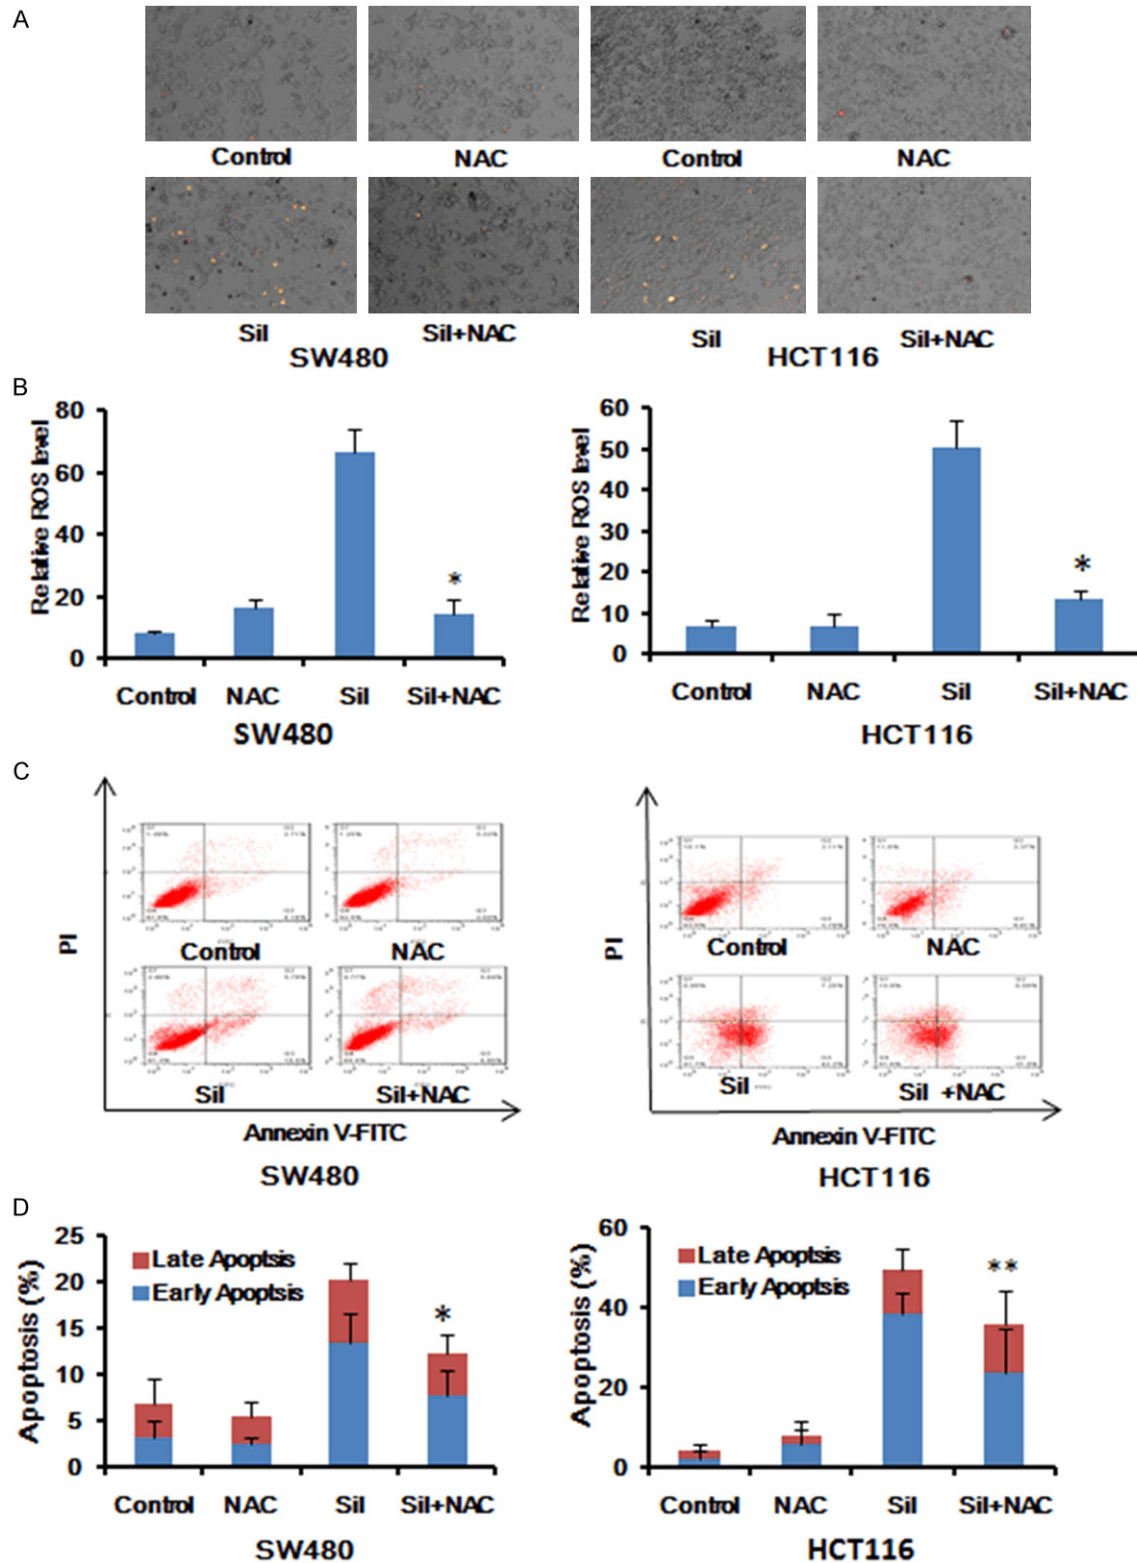 A
Control NAC Control NAC
Sil Sil+NAC Sil Sil+NAC
SW480 HCT116
B
Relative ROS level
80
60
40
20
0
Control NAC Sil Sil+NAC
SW480
Relative ROS level
60
50
40
30
20
10
0
*
*
Control NAC Sil Sil+NAC
HCT116
C
PI
Control NAC
Sil Sil+NAC
Annexin V-FITC
SW480
PI
Control NAC
Sil Sil +NAC
Annexin V-FITC
HCT116
D
Apoptosis (%)
25
20
15
10
5
0
Late Apoptsis
Early Apoptsis
*
Control NAC Sil Sil+NAC
SW480
Apoptosis (%)
60
40
20
0
Late Apoptsis
Early Apoptsis
**
Control NAC Sil Sil+NAC
HCT116